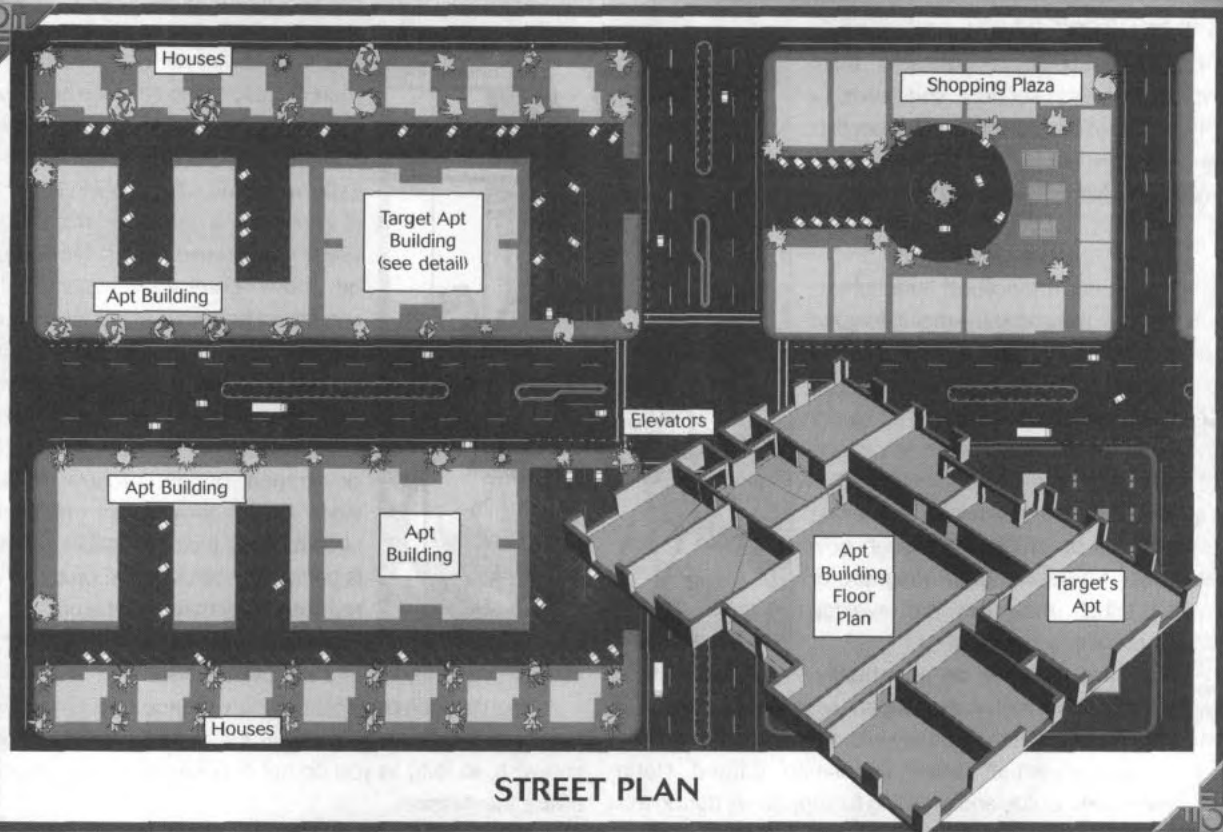 Houses
Shopping Plaza
Target Apt
Building
(see detail)
Apt Building
Elevators
Apt Building
Apt
Building
Apt
Building
Floor
Plan
Target's
Apt
Houses
STREET PLAN